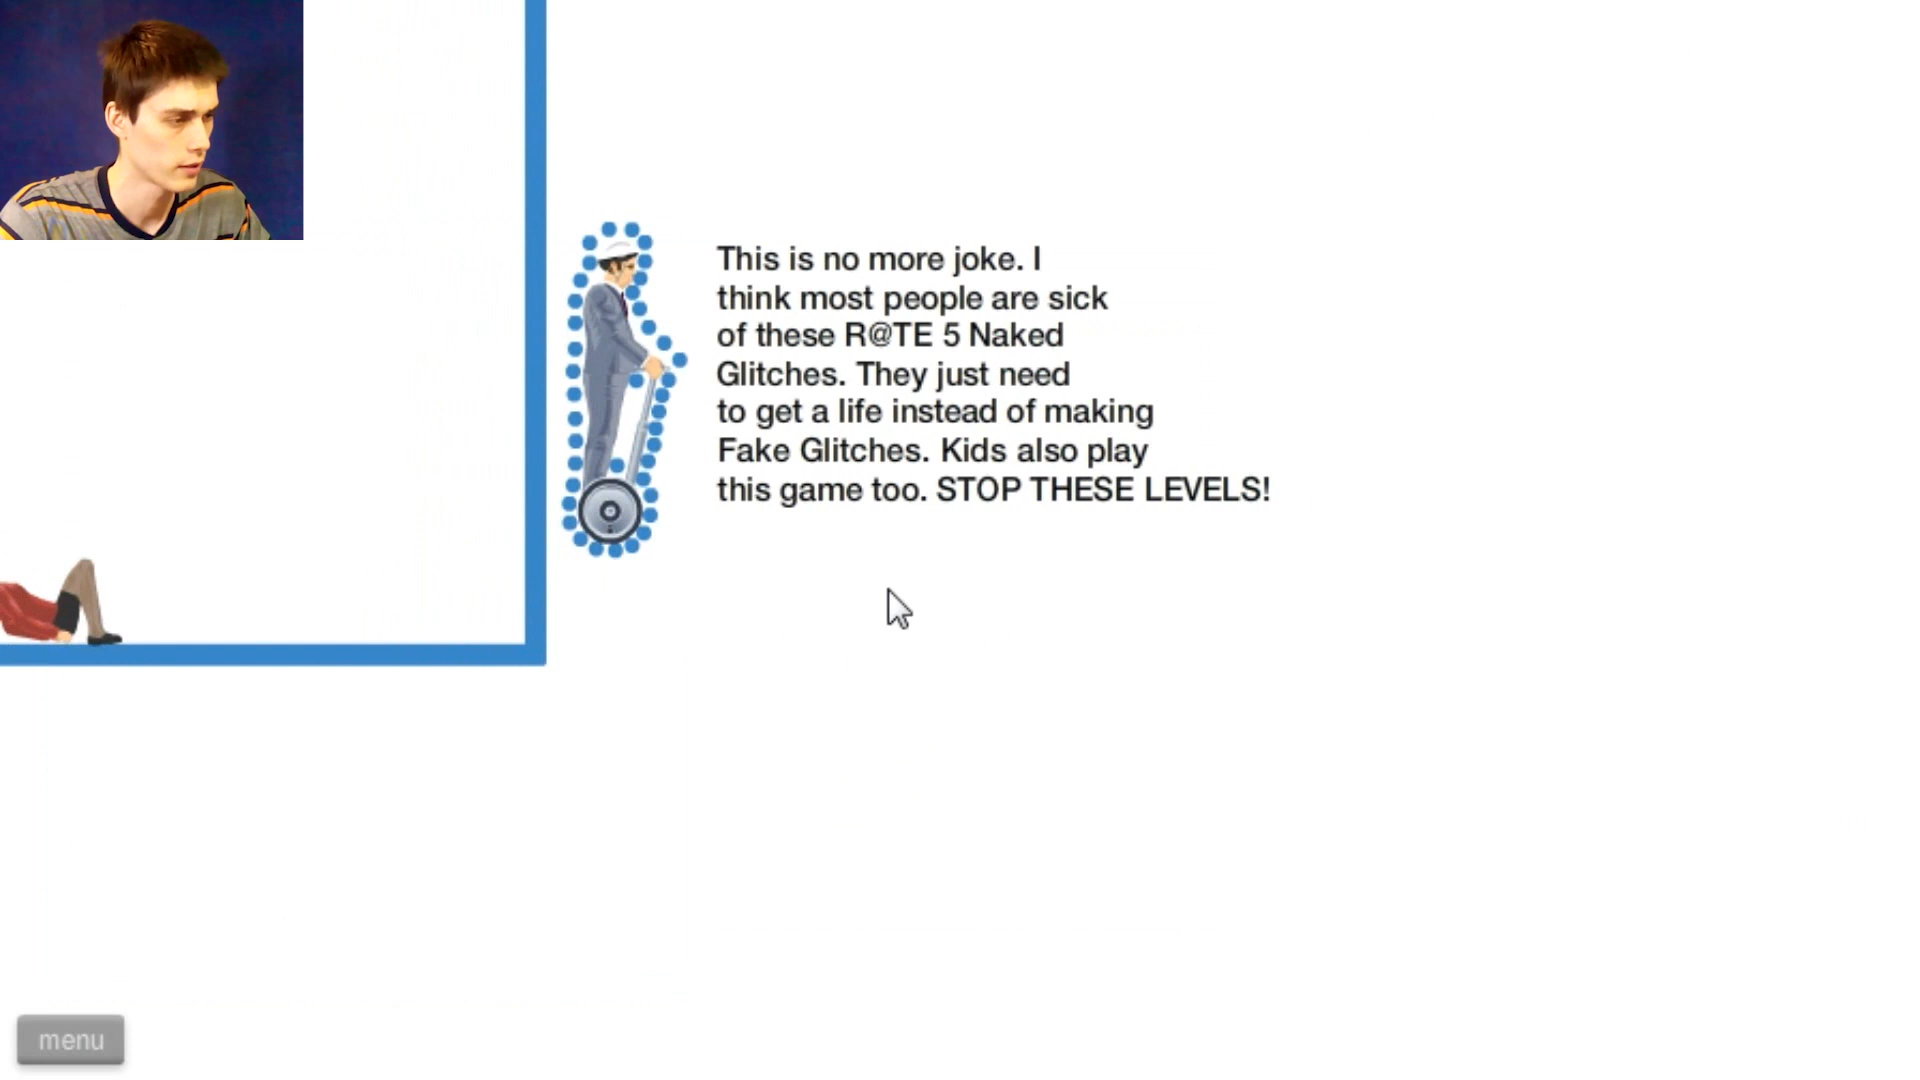 This is no more joke. I
think most people are sick
of these R@TE 5 Naked
Glitches. They just need
to get a life instead of making
Fake Glitches. Kids also play
this game too. STOP THESE LEVELS!
menu